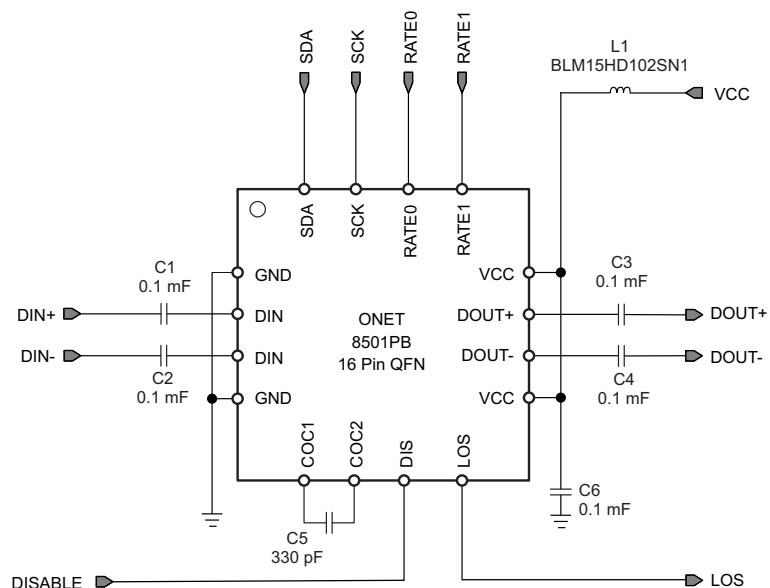 SDA
SCK
RATE0
RATE1
L1
BLM15HD102SN1
VCC
SDA
SCK
RATE0
RATE1
C1
0.1 mF
GND
VCC
C3
0.1 mF
DIN+
DIN
ONET
8501PB
16 Pin QFN
DOUT+
DOUT+
DIN-
DIN
DOUT-
DOUT-
C2
0.1 mF
GND
VCC
C4
0.1 mF
COC1
COC2
DIS
LOS
C6
0.1 mF
C5
330 pF
DISABLE
LOS